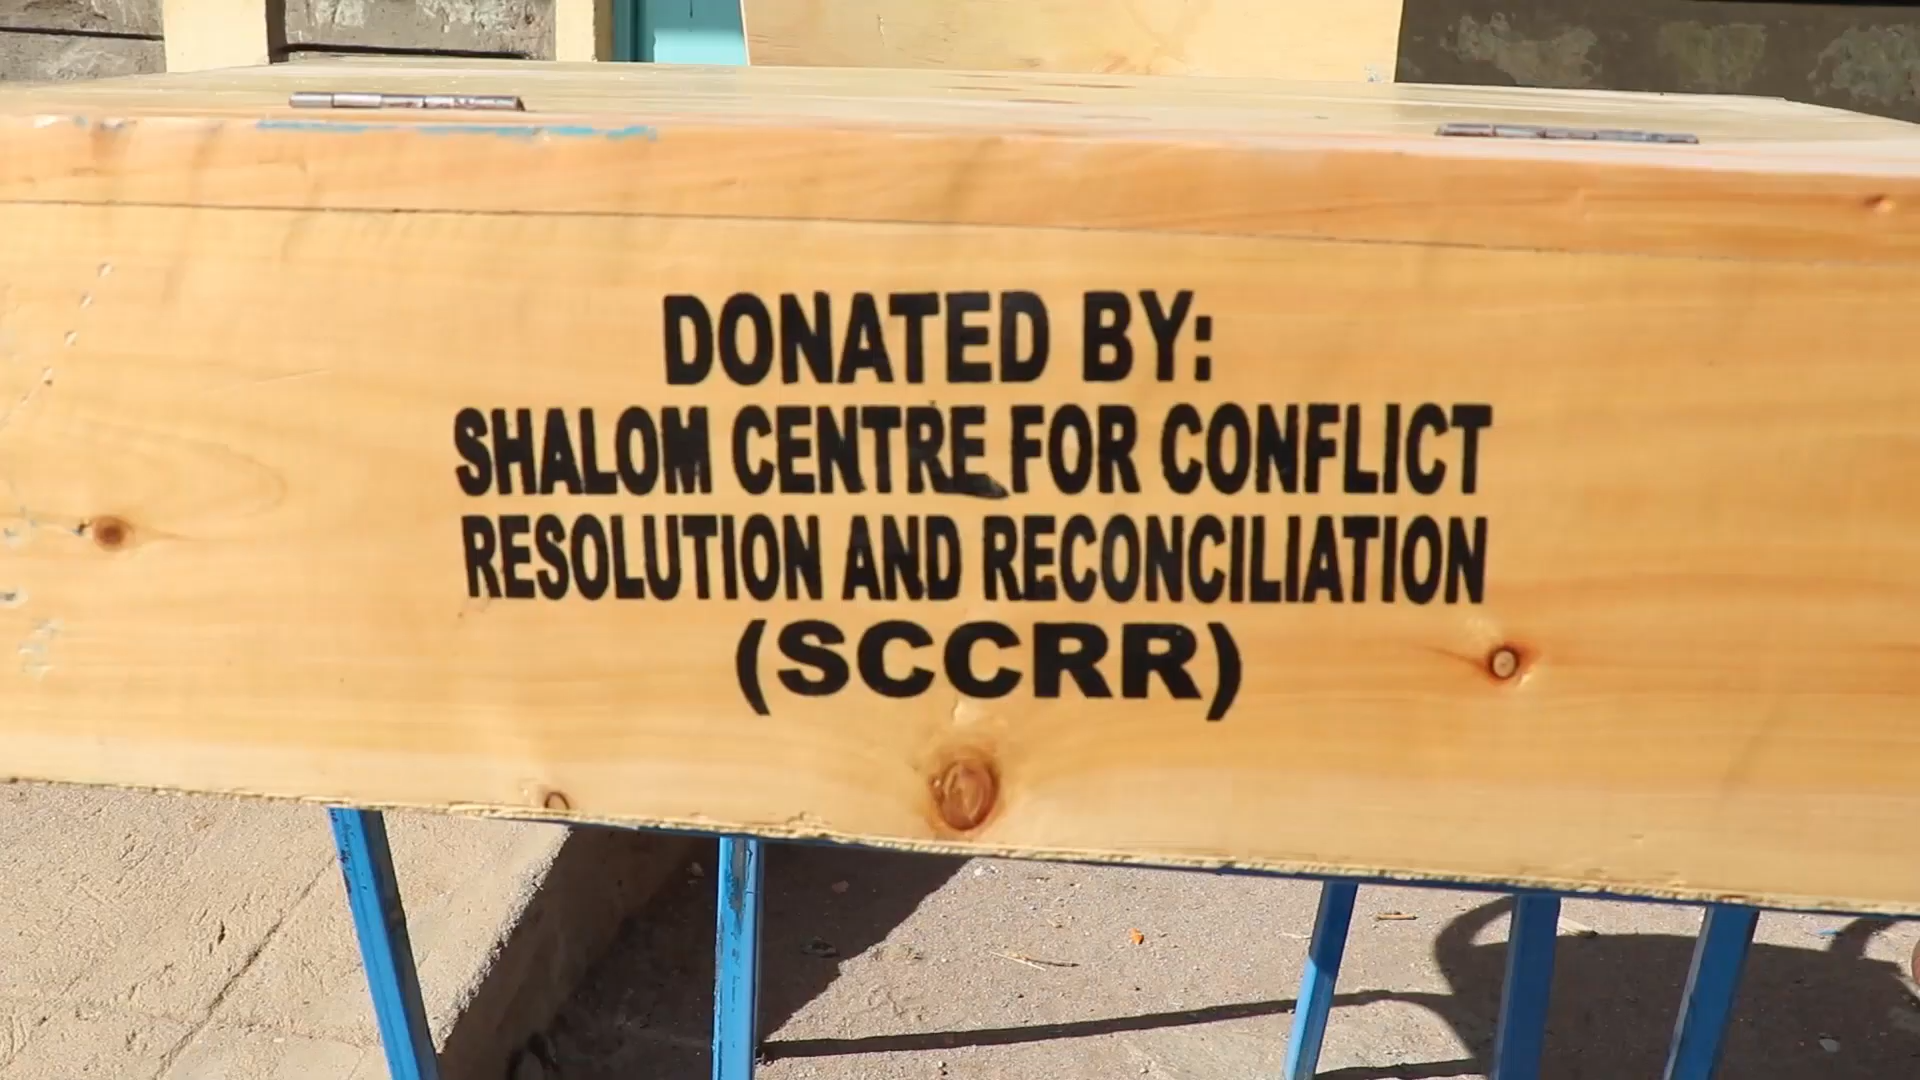 DONATED BY:
SHALOM CENTRE FOR CONFLICT
RESOLUTION AND RECONCILIATION
(SCCRR)